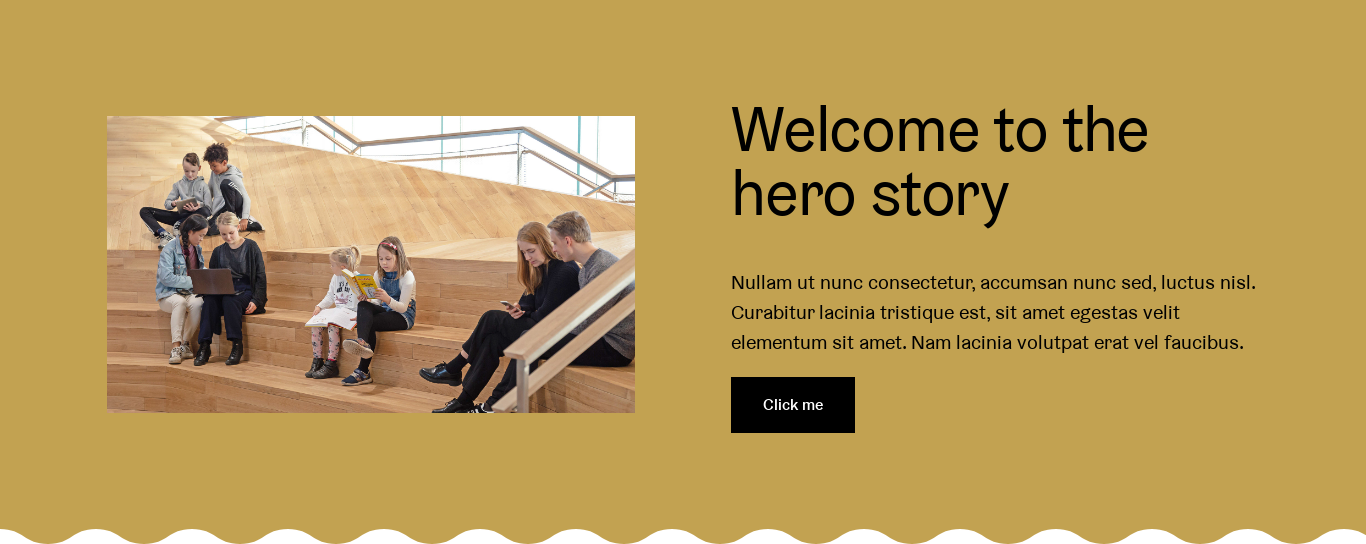 Welcome to the
hero story
Nullam ut nunc consectetur, accumsan nunc sed, luctus nisl.
Curabitur lacinia tristique est, sit amet egestas velit
elementum sit amet. Nam lacinia volutpat erat vel faucibus.
Click me